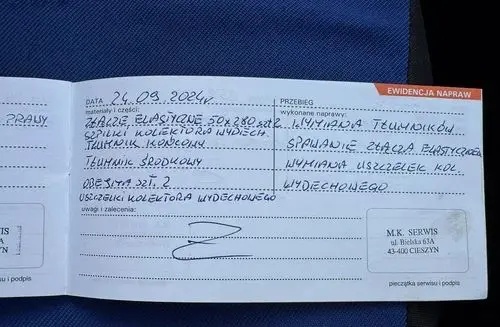 EWIDENCJA NAPRAW
DATA 24.09.2024r
PRZEBIEG
materiały i części:
ZŁĄCZE ELASTYCZNE 50x280 szt 2
SZPILKI KOLEKTORA WYDECH.
TŁUMIK KOŃCOWY
TŁUMIK ŚRODKOWY
OBEJMA SZT. 2
USZCZELKI KOLEKTORA WYDECHOWEGO
uwagi i zalecenia:
wykonane naprawy:
WYMIANA TŁUMIKÓW
SPAWANIE ZŁĄCZA ELASTYCZNEGO
WYMIANA USZCZELEK KOL.
WYDECHOWEGO
M.K. SERWIS
ul. Bielska 63A
43-400 CIESZYN
pieczątka serwisu i podpis
PRAWY
wisu i podpis